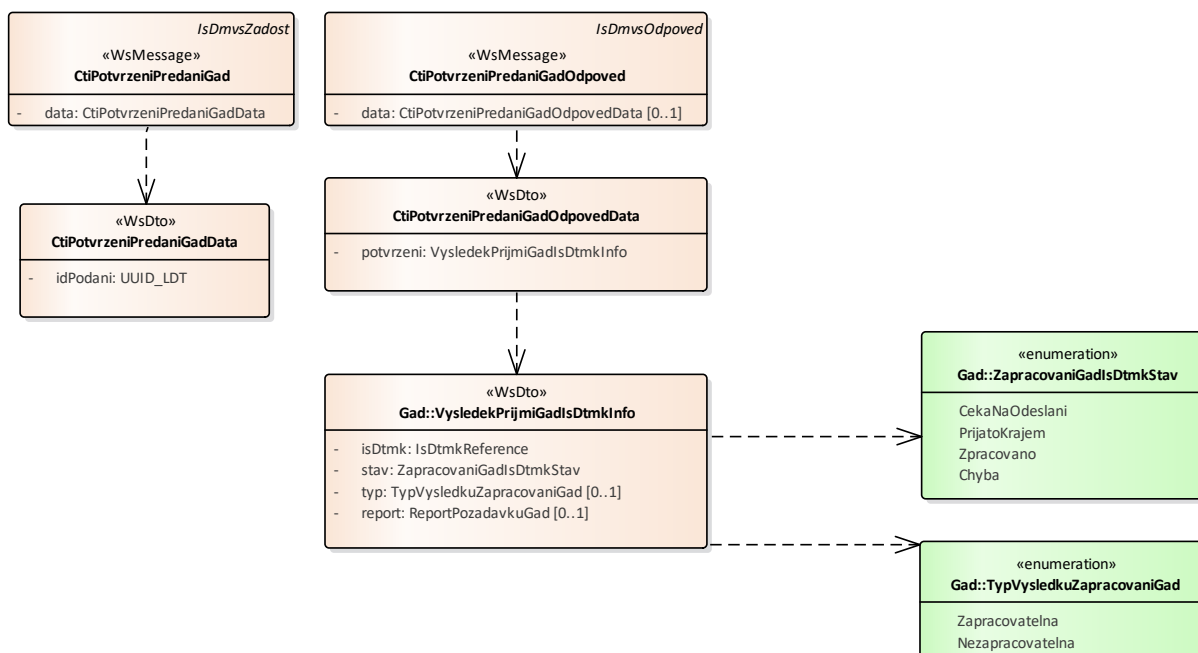 IsDmvsZadost
«WsMessage»
CtiPotvrzeniPredaniGad
- data: CtiPotvrzeniPredaniGadData
IsDmvsOdpoved
«WsMessage»
CtiPotvrzeniPredaniGadOdpoved
- data: CtiPotvrzeniPredaniGadOdpovedData [0..1]
«WsDto»
CtiPotvrzeniPredaniGadData
- idPodani: UUID_LDT
«WsDto»
CtiPotvrzeniPredaniGadOdpovedData
- potvrzeni: VysledekPrijmiGadIsDtmkInfo
«WsDto»
Gad::VysledekPrijmiGadIsDtmkInfo
- isDtmk: IsDtmkReference
- stav: ZapracovaniGadIsDtmkStav
- typ: TypVysledkuZapracovaniGad [0..1]
- report: ReportPozadavkuGad [0..1]
«enumeration»
Gad::ZapracovaniGadIsDtmkStav
CekaNaOdeslani
PrijatoKrajem
Zpracovano
Chyba
«enumeration»
Gad::TypVysledkuZapracovaniGad
Zapracovatelna
Nezapracovatelna